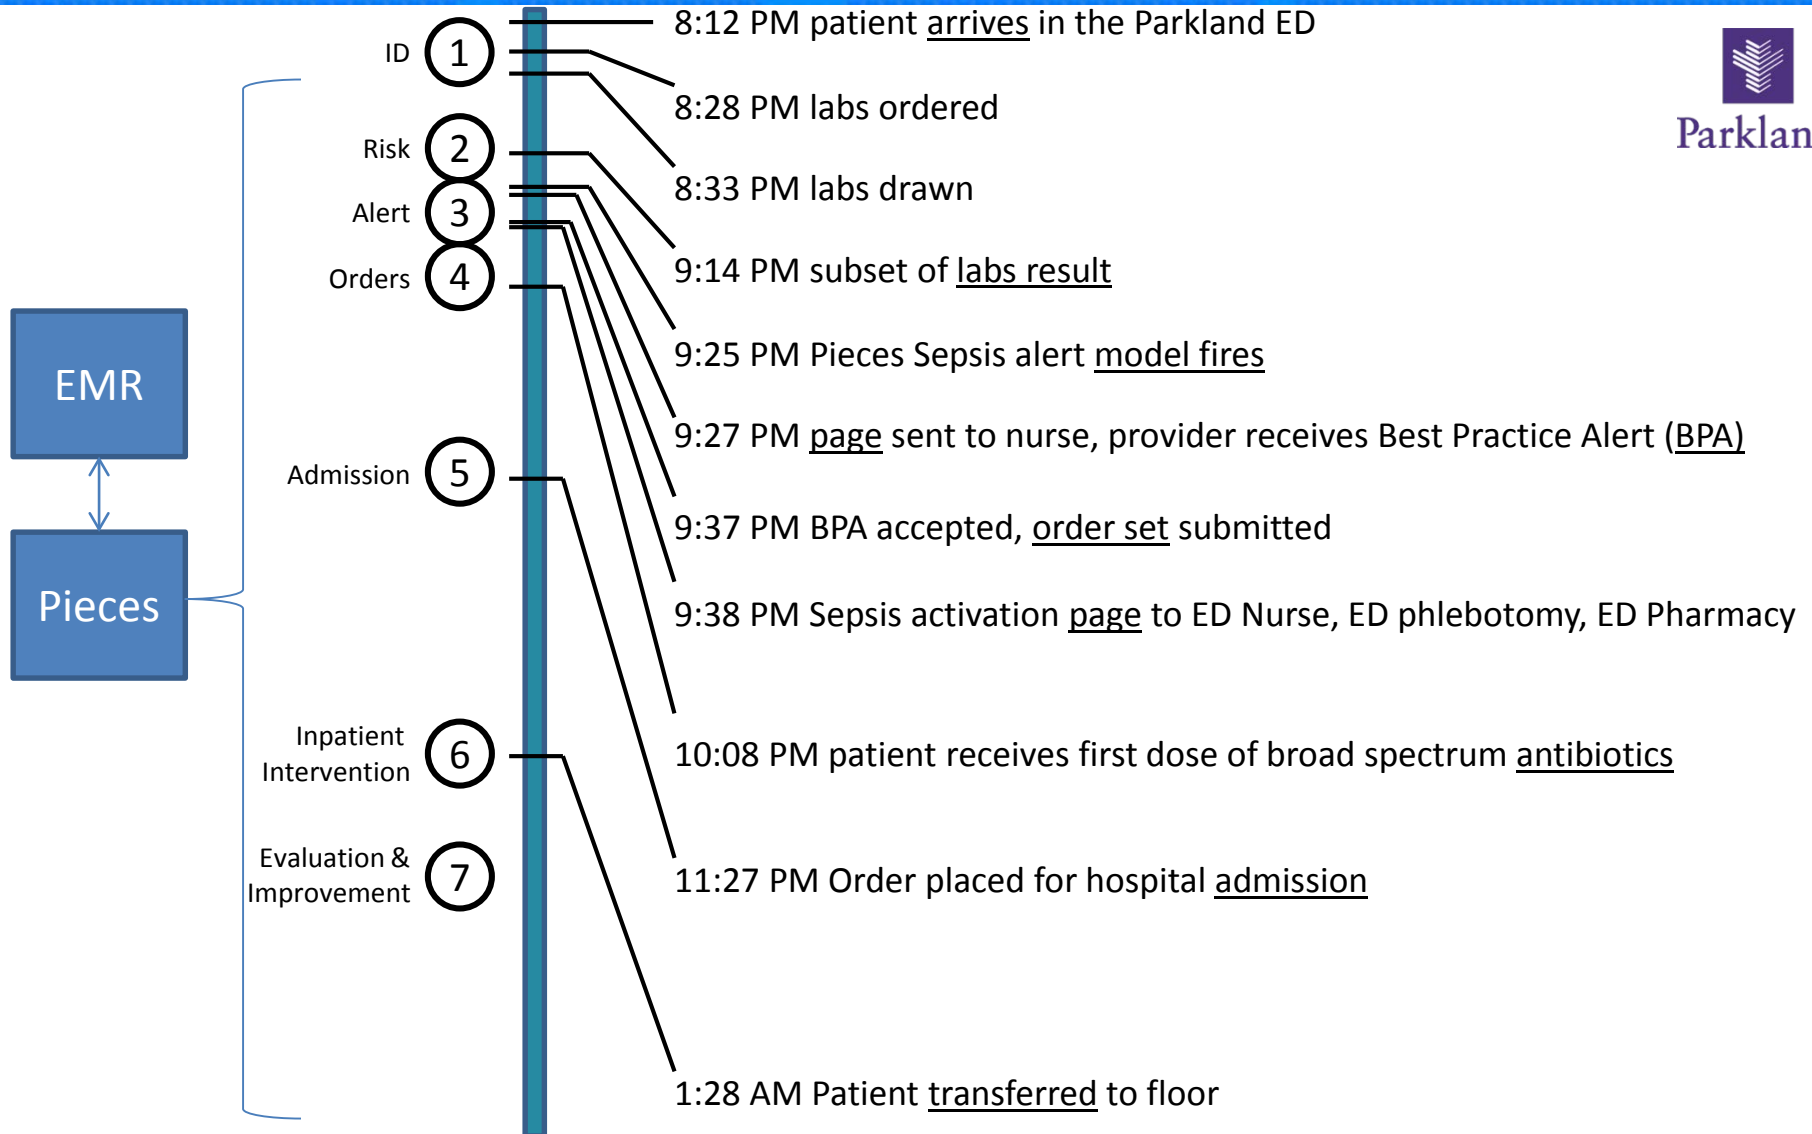 8:12 PM patient arrives in the Parkland ED
ID 1
8:28 PM labs ordered
Parklan
Risk 2
8:33 PM labs drawn
Alert 3
9:14 PM subset of labs result
Orders 4
9:25 PM Pieces Sepsis alert model fires
EMR
9:27 PM page sent to nurse, provider receives Best Practice Alert (BPA)
Admission 5
9:37 PM BPA accepted, order set submitted
Pieces
9:38 PM Sepsis activation page to ED Nurse, ED phlebotomy, ED Pharmacy
Inpatient
Intervention 6
10:08 PM patient receives first dose of broad spectrum antibiotics
Evaluation &
Improvement 7
11:27 PM Order placed for hospital admission
1:28 AM Patient transferred to floor